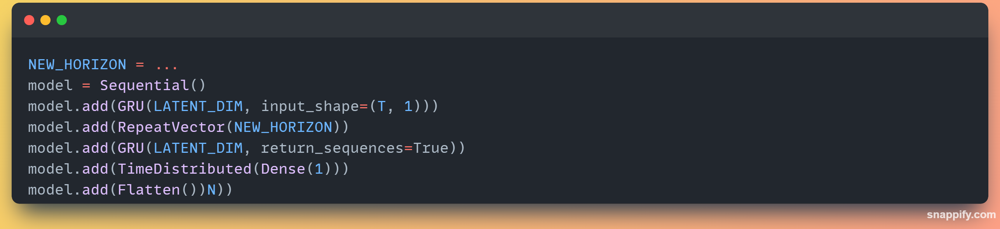 NEW_HORIZON = ...
model = Sequential()
model.add(GRU(LATENT_DIM, input_shape=(T, 1)))
model.add(RepeatVector(NEW_HORIZON))
model.add(GRU(LATENT_DIM, return_sequences=True))
model.add(TimeDistributed(Dense(1)))
model.add(Flatten())N))
snappify.com